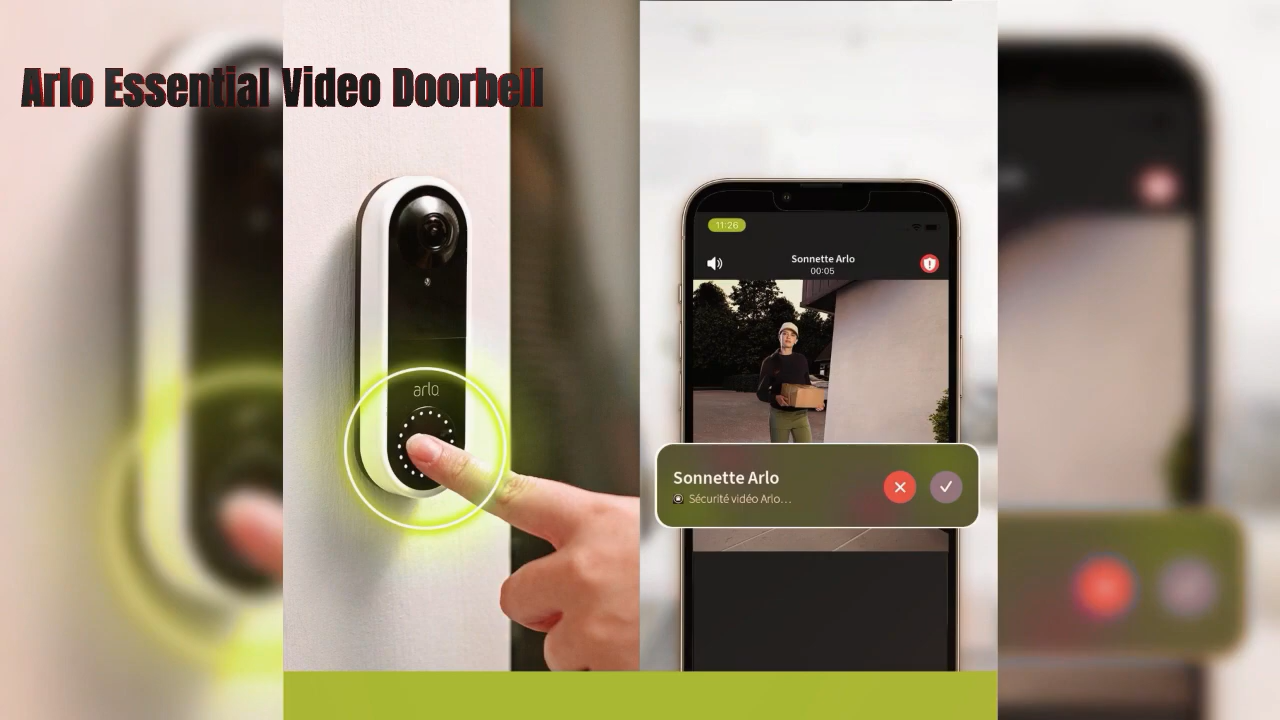 Arlo Essential Video Doorbell
arlo
11:26
Sonnette Arlo
00:05
Sonnette Arlo
Sécurité vidéo Arlo...